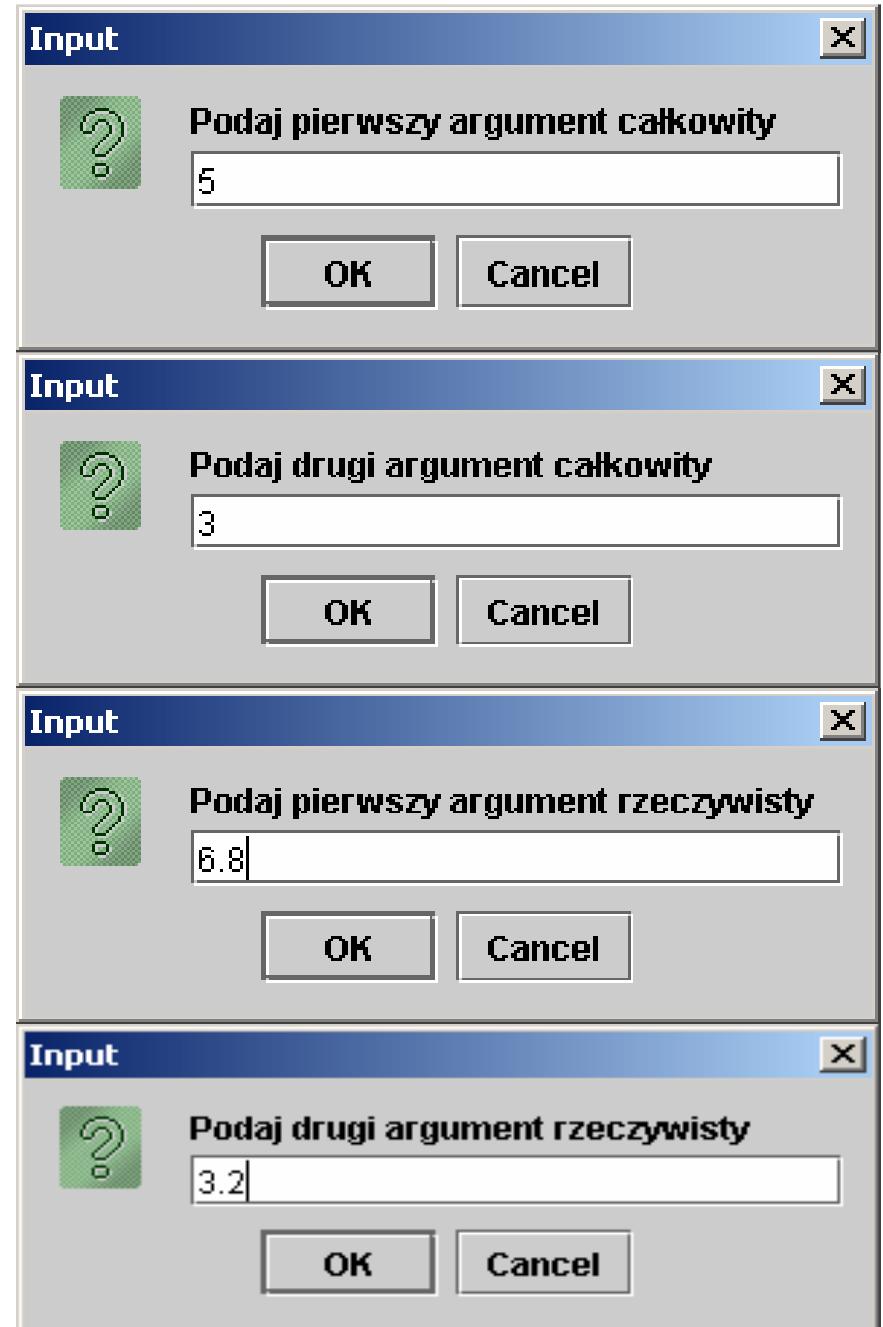 Input
Podaj pierwszy argument całkowity
5
OK Cancel
Input
Podaj drugi argument całkowity
3
OK Cancel
Input
Podaj pierwszy argument rzeczywisty
6.8
OK Cancel
Input
Podaj drugi argument rzeczywisty
3.2
OK Cancel